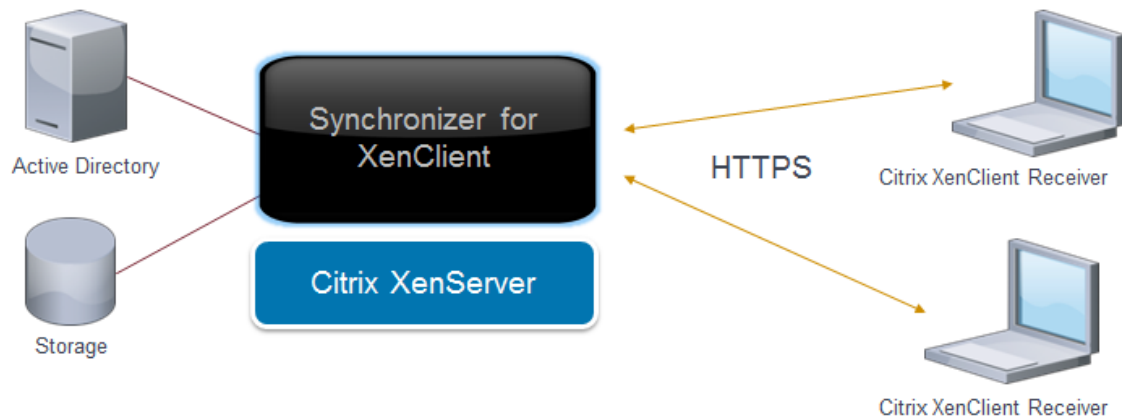 Active Directory
Storage
Synchronizer for
XenClient
Citrix XenServer
HTTPS
Citrix XenClient Receiver
Citrix XenClient Receiver